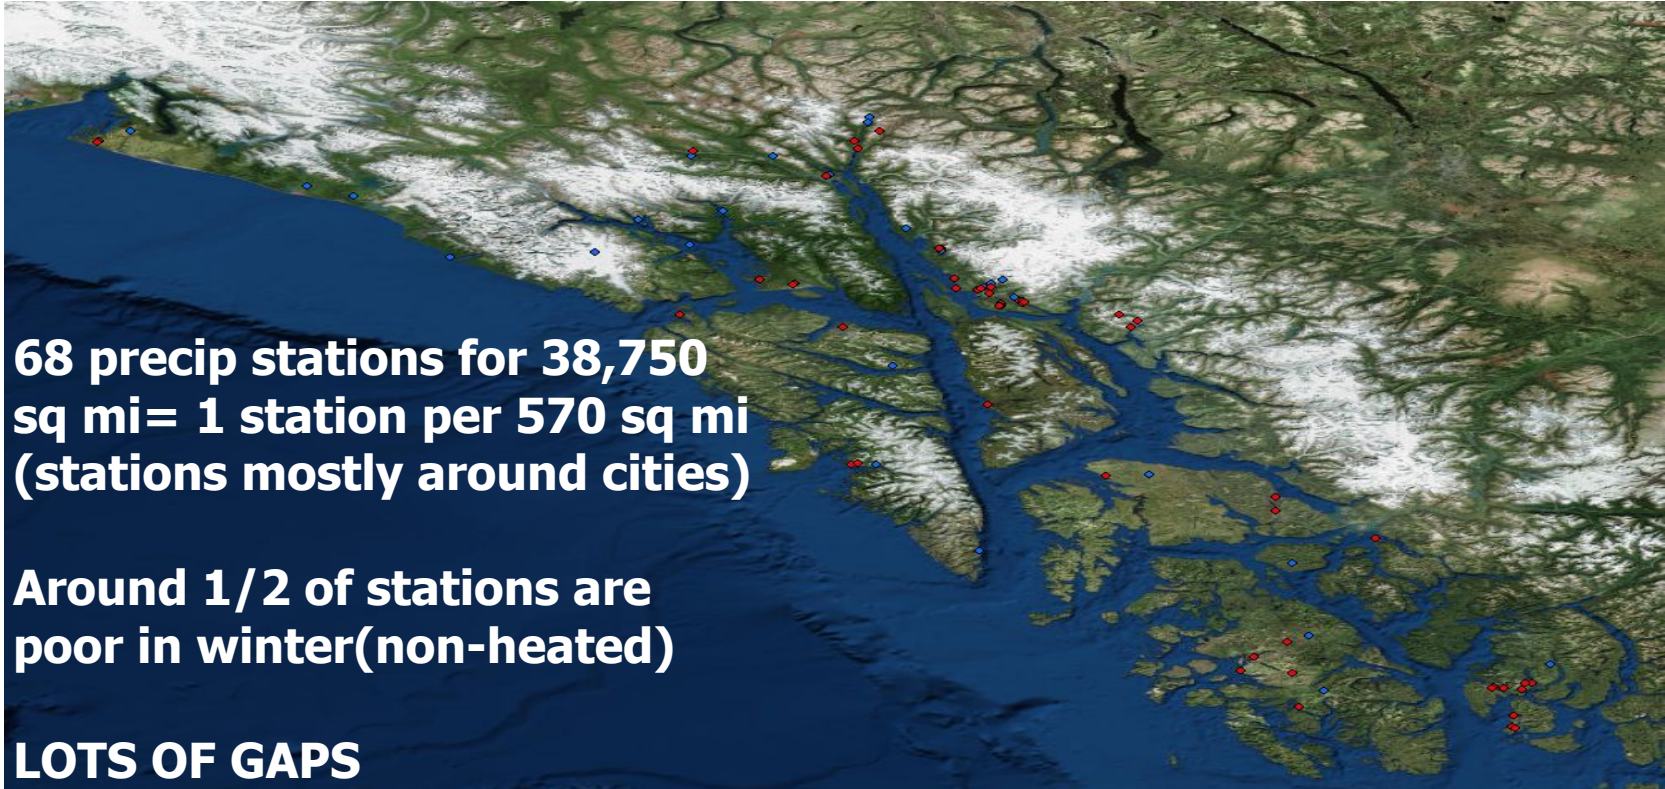 68 precip stations for 38,750
sq mi= 1 station per 570 sq mi
(stations mostly around cities)
Around 1/2 of stations are
poor in winter(non-heated)
LOTS OF GAPS